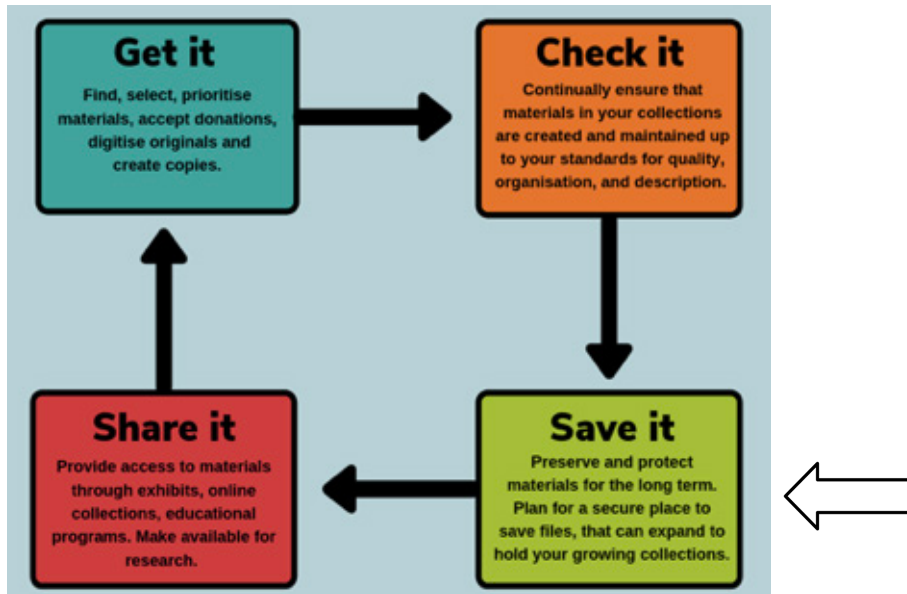 Get it
Find, select, prioritise
materials, accept donations,
digitise originals and
create copies.
Check it
Continually ensure that
materials in your collections
are created and maintained up
to your standards for quality,
organisation, and description.
Share it
Provide access to materials
through exhibits, online
collections, educational
programs. Make available for
research.
Save it
Preserve and protect
materials for the long term.
Plan for a secure place to
save files, that can expand to
hold your growing collections.